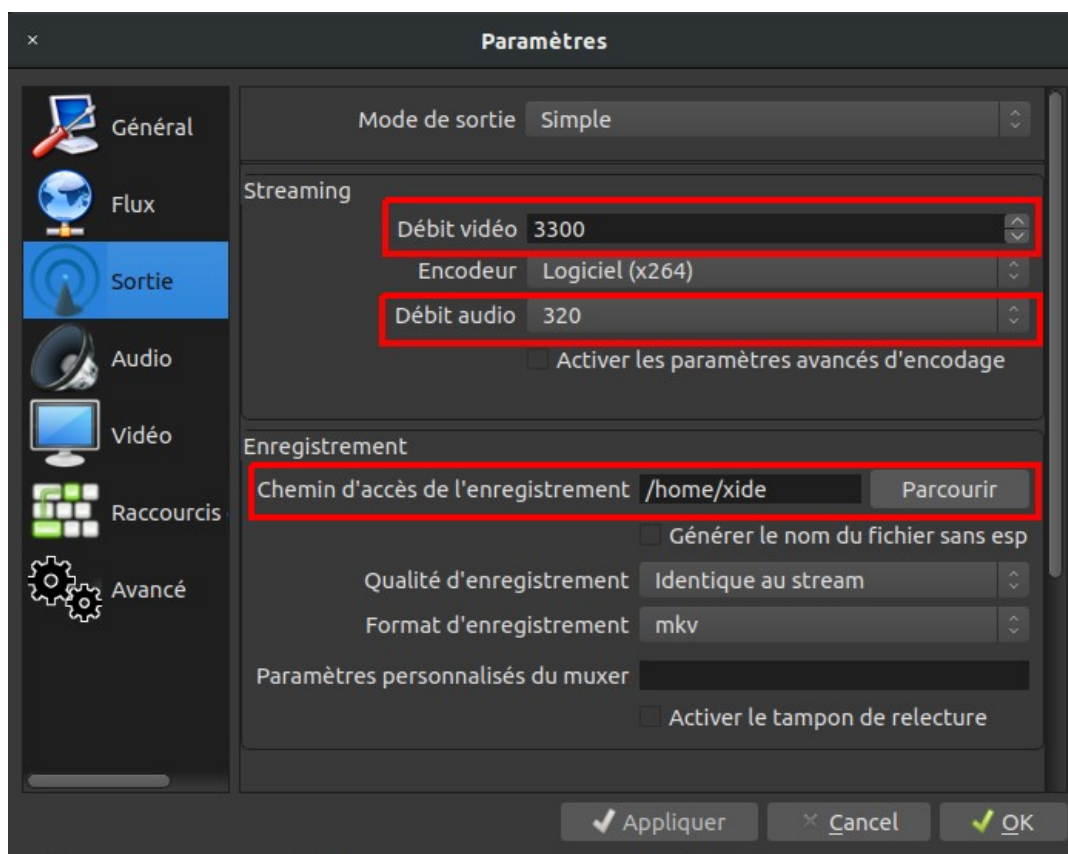 Paramètres
Général
Flux
Sortie
Audio
Vidéo
Raccourcis
Avancé
Mode de sortie Simple
Streaming
Débit vidéo 3300
Encodeur Logiciel (x264)
Débit audio 320
Activer les paramètres avancés d'encodage
Enregistrement
Chemin d'accès de l'enregistrement /home/xide Parcourir
Générer le nom du fichier sans esp
Qualité d'enregistrement Identique au stream
Format d'enregistrement mkv
Paramètres personnalisés du muxer
Activer le tampon de relecture
Appliquer Cancel OK